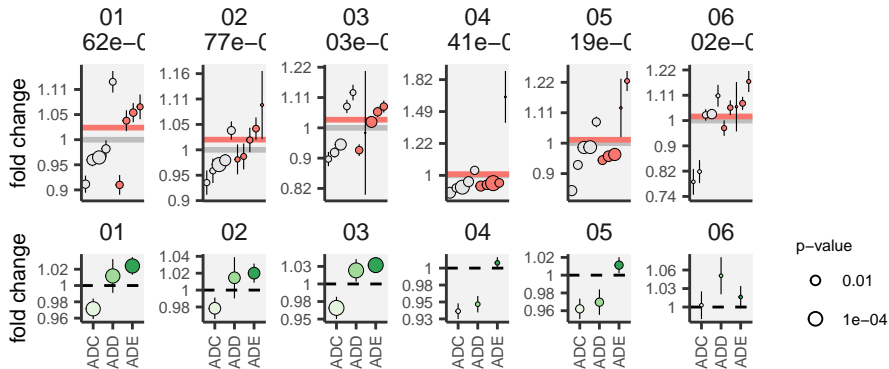 01 02 03 04 05 06
62e−0 77e−0 03e−0 41e−0 19e−0 02e−0
fold change
1.11 1.05 1 0.95 0.9
1.16 1.1 1.05 1 0.95 0.9
1.22 1.1 1 0.9 0.82
1.82 1.49 1.22 1
1.22 1.11 1 0.9
1.22 1.1 1 0.9 0.82 0.74
01 02 03 04 05 06
fold change
1.02 1 0.98 0.96
1.04 1.02 1 0.98
1.03 1 0.98 0.95
1 0.98 0.96 0.94 0.93
1.02 1 0.98 0.96
1.06 1.03 1
ADC ADD ADE
ADC ADD ADE
ADC ADD ADE
ADC ADD ADE
ADC ADD ADE
ADC ADD ADE
p−value
0.01
1e−04